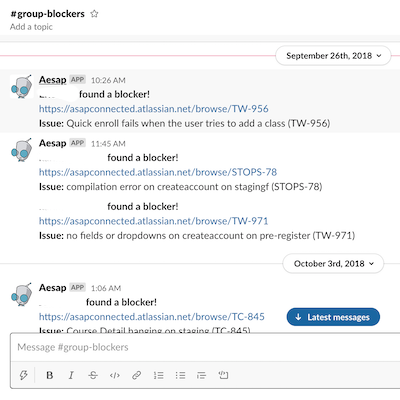 #group-blockers
Add a topic
September 26th, 2018
Aesap APP 10:26 AM
found a blocker!
https://asapconnected.atlassian.net/browse/TW-956
Issue: Quick enroll fails when the user tries to add a class (TW-956)
Aesap APP 11:45 AM
found a blocker!
https://asapconnected.atlassian.net/browse/STOPS-78
Issue: compilation error on createaccount on stagingf (STOPS-78)
found a blocker!
https://asapconnected.atlassian.net/browse/TW-971
Issue: no fields or dropdowns on createaccount on pre-register (TW-971)
October 3rd, 2018
Aesap APP 1:06 AM
found a blocker!
https://asapconnected.atlassian.net/browse/TC-845
Latest messages
Issue: Course Detail hanging on staging (TC-845)
Message #group-blockers
B I S